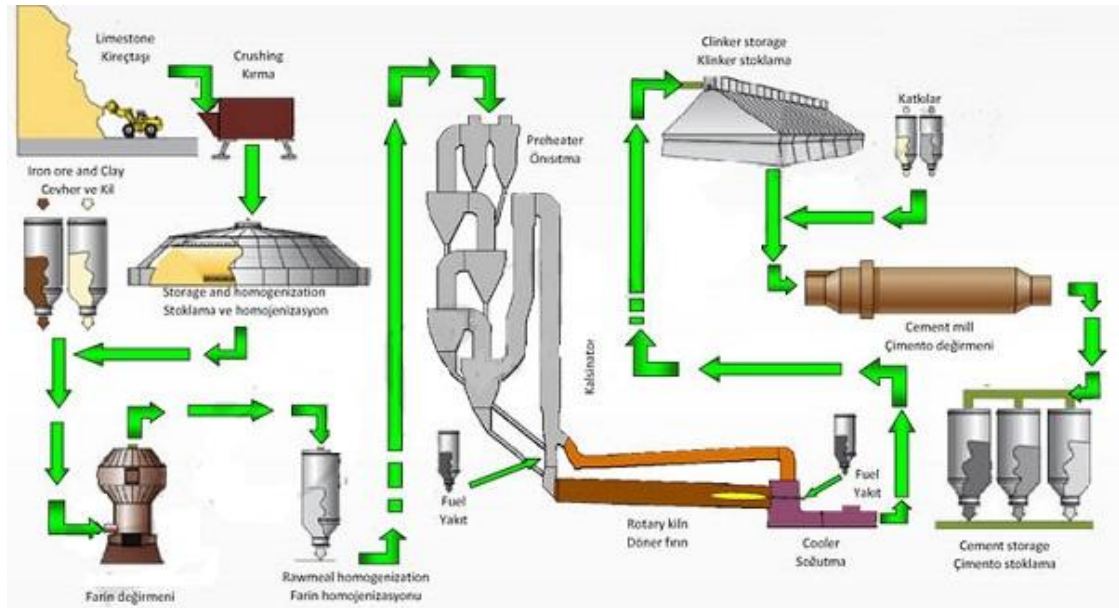 Limestone
Kireçtaşı
Crushing
Kırma
Iron ore and Clay
Cevher ve Kil
Storage and homogenization
Stoklama ve homojenizasyon
Farin değirmeni
Rawmeal homogenization
Farin homojenizasyonu
Preheater
Önısıtma
Kalsinatör
Fuel
Yakıt
Rotary kiln
Döner fırın
Fuel
Yakıt
Cooler
Soğutma
Clinker storage
Klinker stoklama
Katkılar
Cement mill
Çimento değirmeni
Cement storage
Çimento stoklama